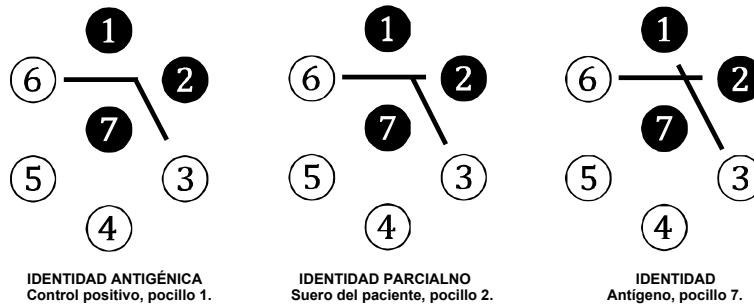 1
6 2
7
5 3
4
1
6 2
7
5 3
4
1
6 2
7
5 3
4
IDENTIDAD ANTIGÉNICA
Control positivo, pocillo 1.
IDENTIDAD PARCIALNO
Suero del paciente, pocillo 2.
IDENTIDAD
Antígeno, pocillo 7.